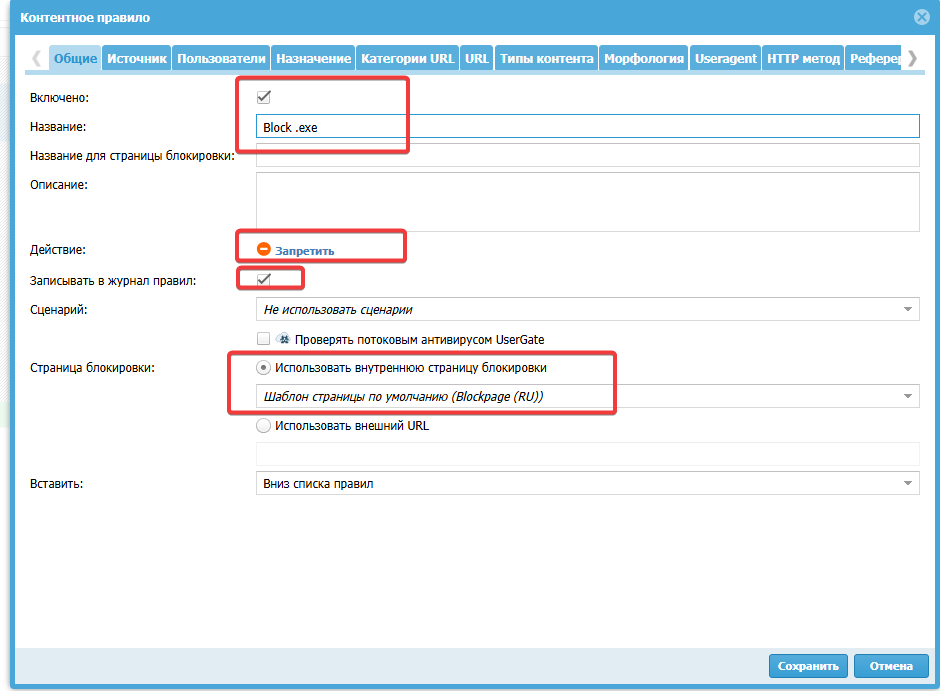 Контентное правило
Общие Источник Пользователи Назначение Категории URL URL Типы контента Морфология Useragent HTTP метод Реферер
Включено:
Название: Block .exe
Название для страницы блокировки:
Описание:
Действие: Запретить
Записывать в журнал правил:
Сценарий: Не использовать сценарии
Проверять потоковым антивирусом UserGate
Страница блокировки: Использовать внутреннюю страницу блокировки
Шаблон страницы по умолчанию (Blockpage (RU))
Использовать внешний URL
Вставить: Вниз списка правил
Сохранить Отмена